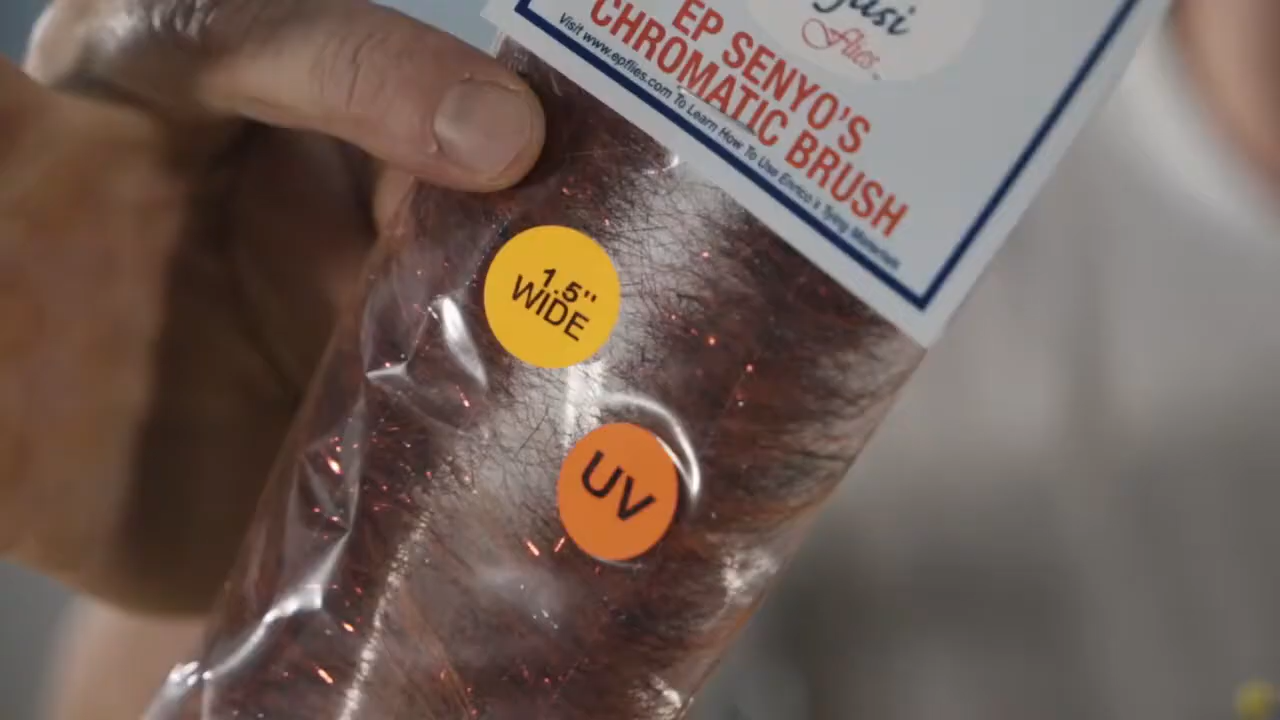 Flies
EP SENYO'S
CHROMATIC BRUSH
Visit www.epflies.com To Learn How To Use Enrico's Tying Materials
1.5"
WIDE
UV